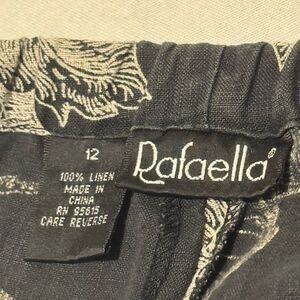 12
100% LINEN
MADE IN
CHINA
RN 95615
CARE REVERSE
Rafaella®